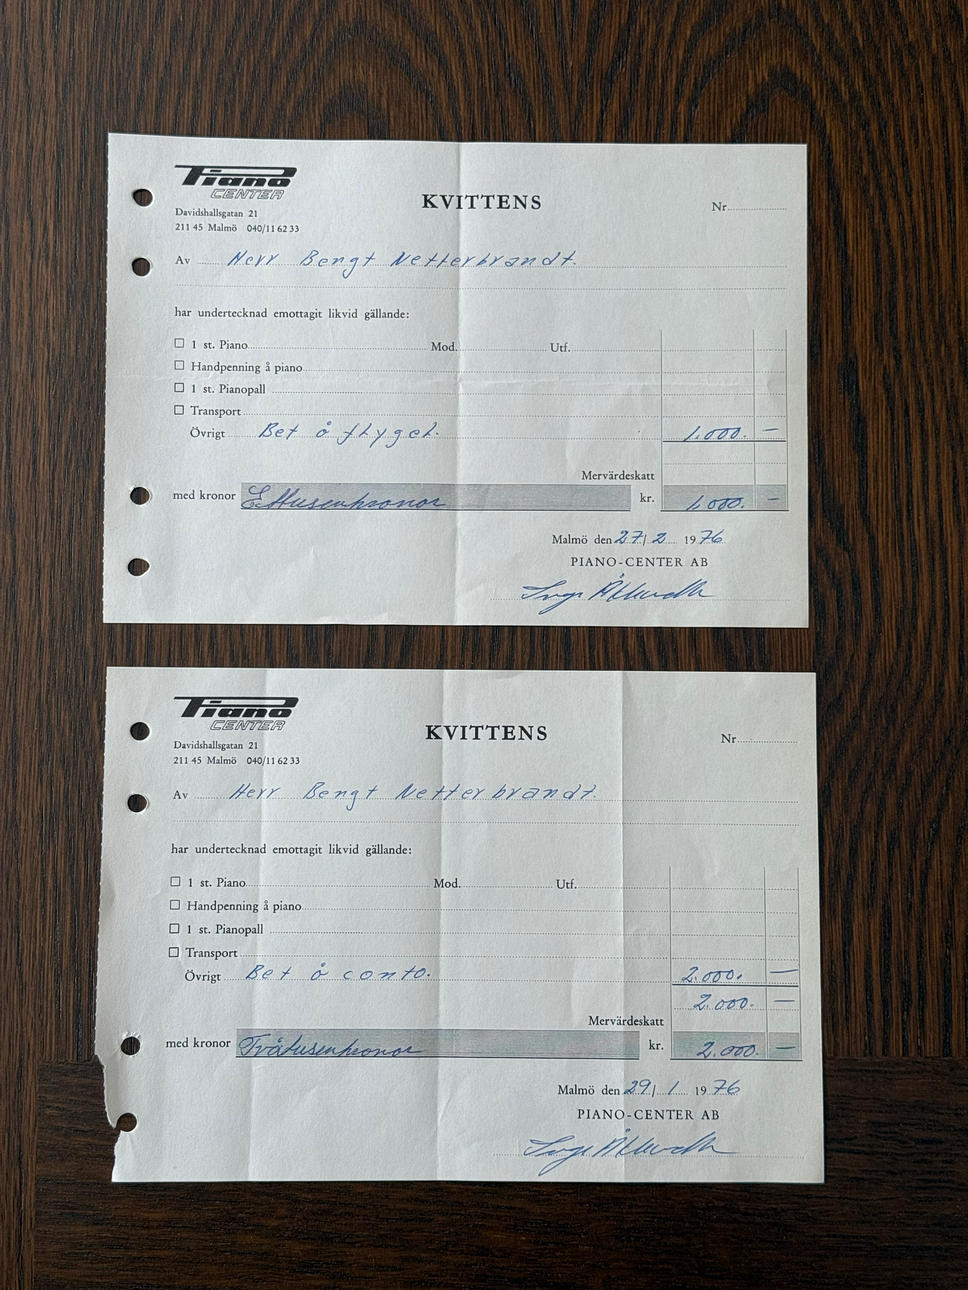 Piano
CENTER
Davidshallsgatan 21
211 45 Malmö 040/11 62 33
KVITTENS
Nr
Av Herr Bengt Netterbrandt.
har undertecknad emottagit likvid gällande:
1 st. Piano Mod. Utf.
Handpenning å piano
1 st. Pianopall
Transport
Övrigt Bet å flygel. 1.000. —
Mervärdeskatt
med kronor Ettusenkronor kr. 1.000. —
Malmö den 27/2 1976
PIANO-CENTER AB
Piano
CENTER
Davidshallsgatan 21
211 45 Malmö 040/11 62 33
KVITTENS
Nr
Av Herr Bengt Netterbrandt.
har undertecknad emottagit likvid gällande:
1 st. Piano Mod. Utf.
Handpenning å piano
1 st. Pianopall
Transport
Övrigt Bet å conto. 2.000. —
2.000. —
Mervärdeskatt
med kronor Tvåtusenkronor kr. 2.000. —
Malmö den 29/1 1976
PIANO-CENTER AB